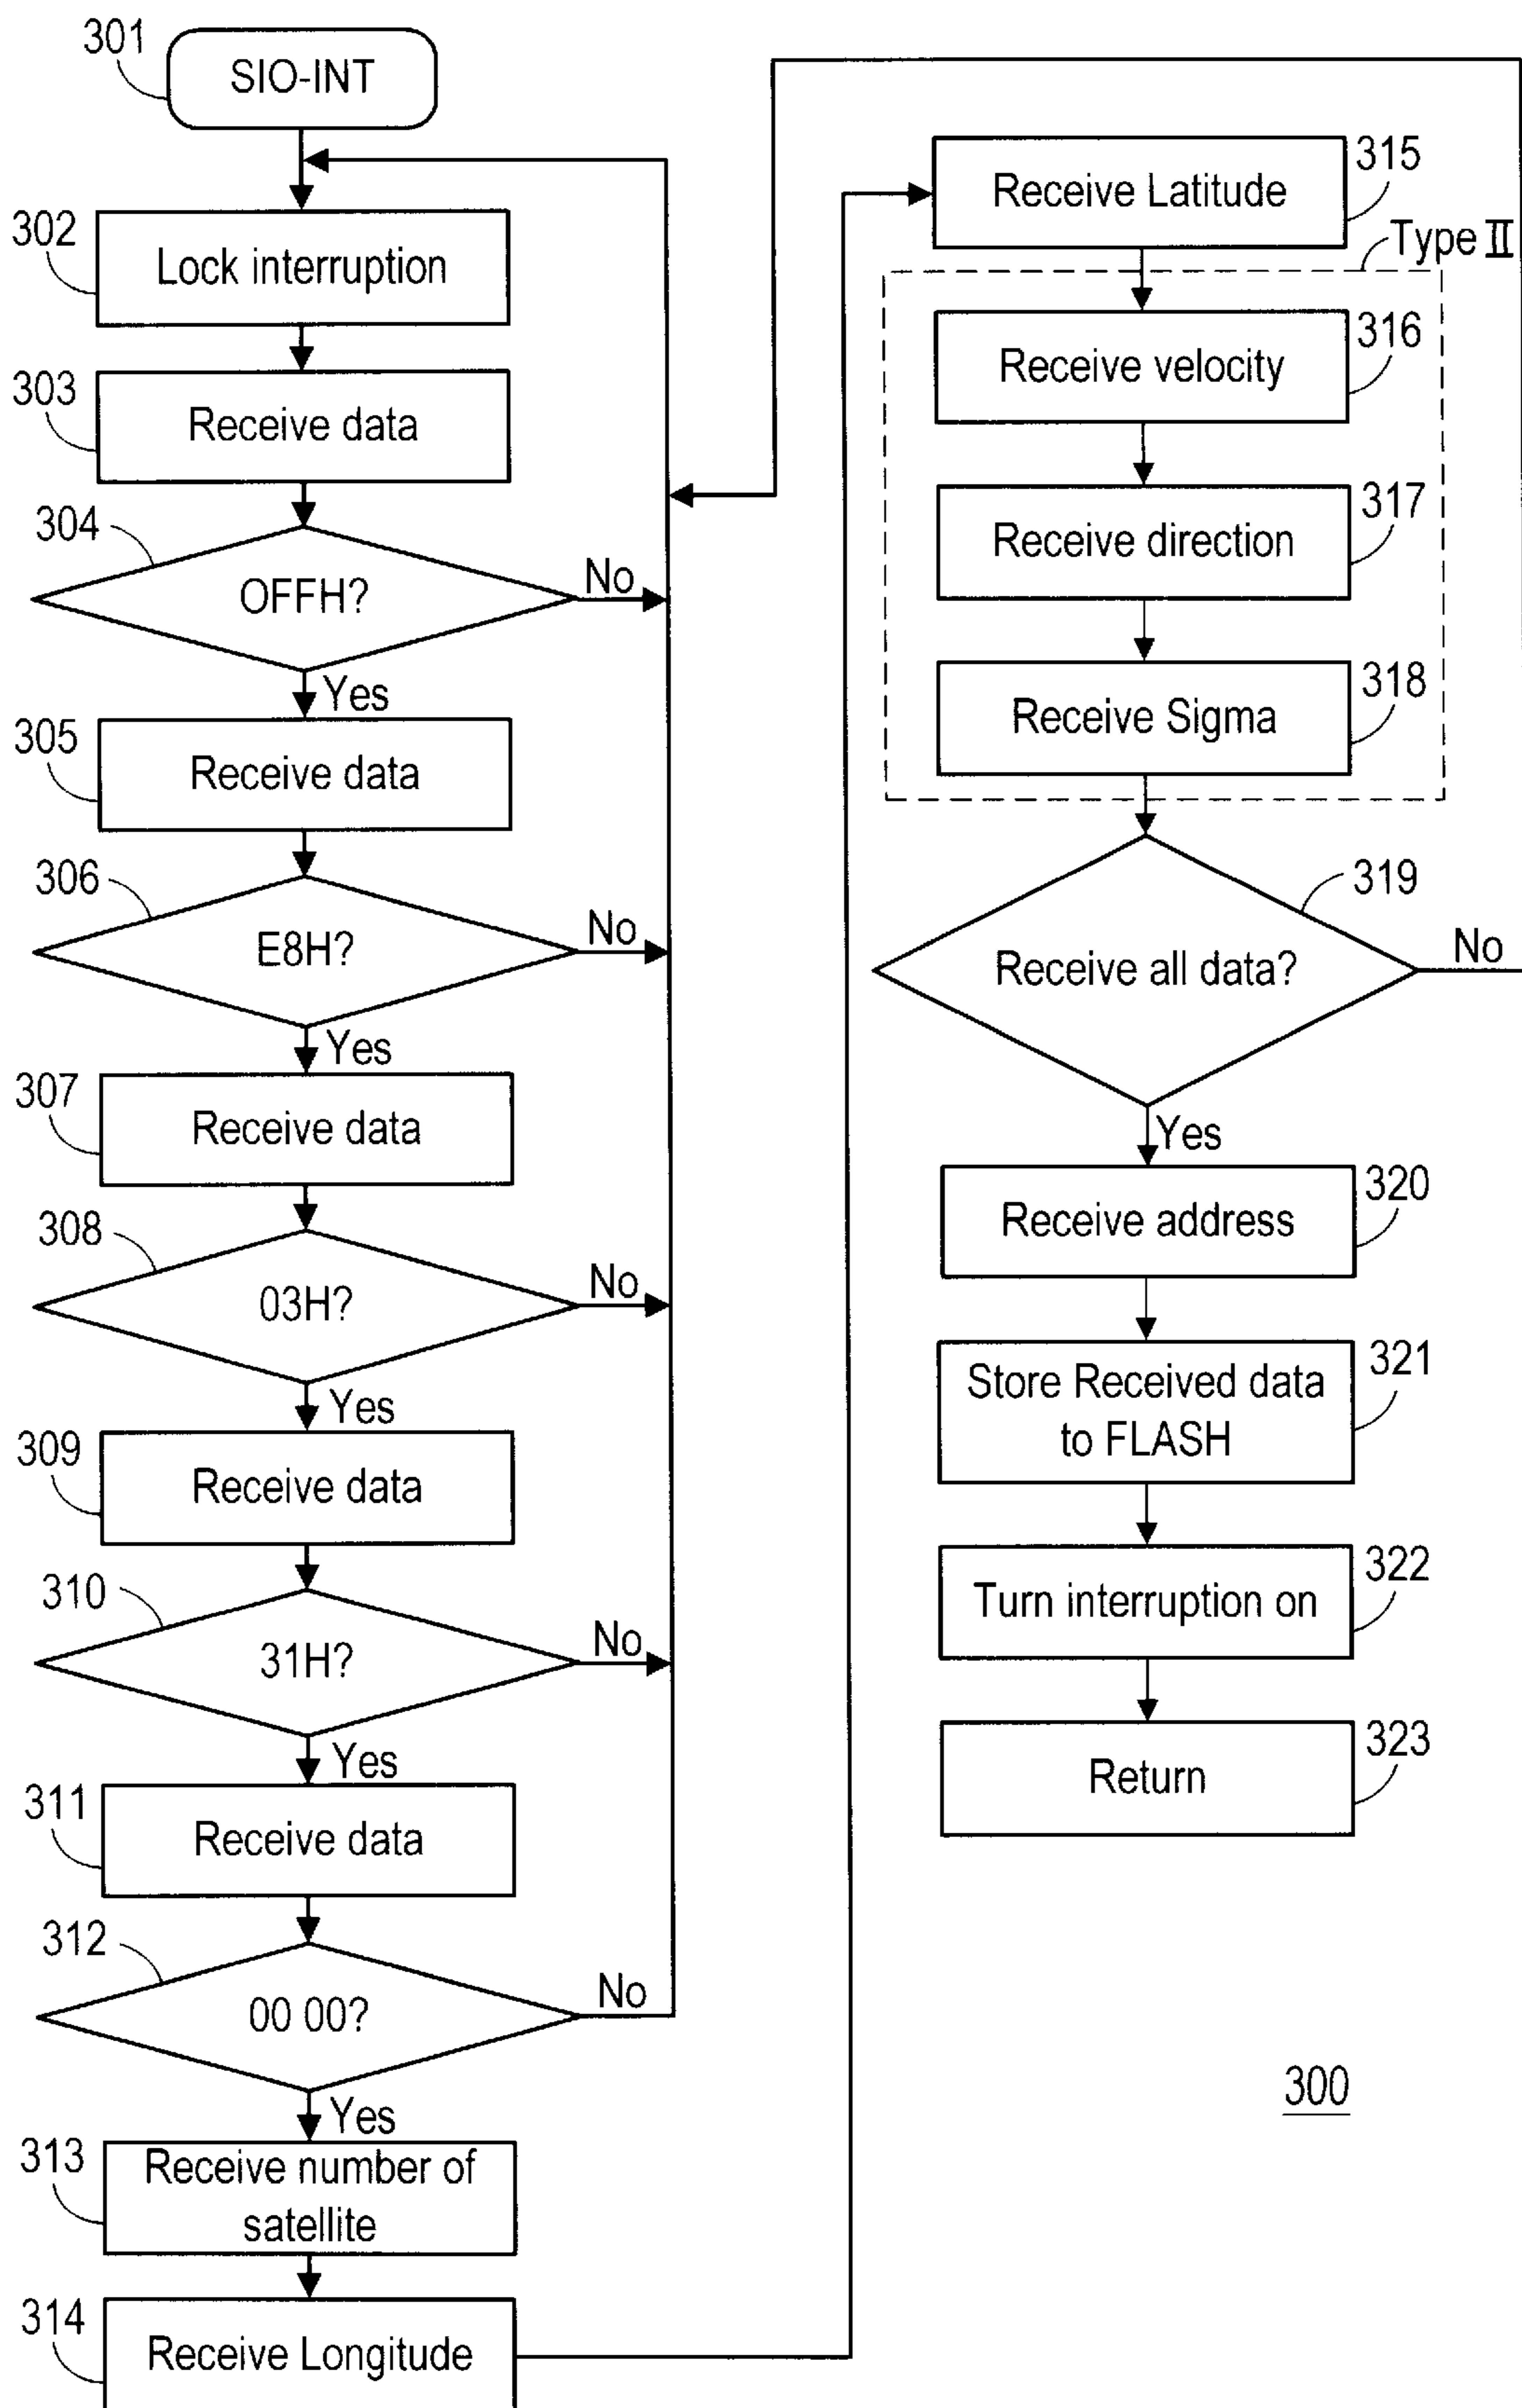 301
SIO-INT
302
Lock interruption
303
Receive data
304
OFFH?
No
Yes
305
Receive data
306
E8H?
No
Yes
307
Receive data
308
03H?
No
Yes
309
Receive data
310
31H?
No
Yes
311
Receive data
312
00 00?
No
Yes
313
Receive number of
satellite
314
Receive Longitude
315
Receive Latitude
Type II
316
Receive velocity
317
Receive direction
318
Receive Sigma
319
Receive all data?
No
Yes
320
Receive address
321
Store Received data
to FLASH
322
Turn interruption on
323
Return
300